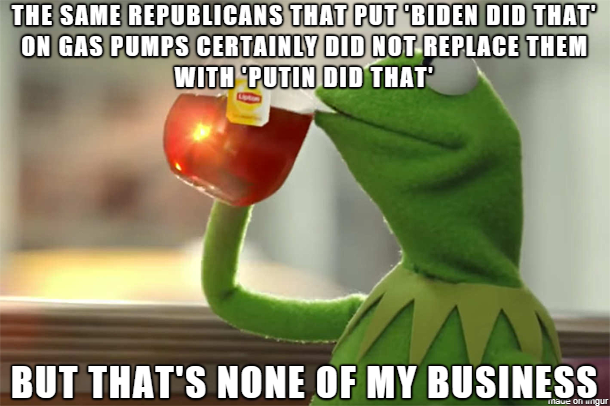 THE SAME REPUBLICANS THAT PUT 'BIDEN DID THAT'
ON GAS PUMPS CERTAINLY DID NOT REPLACE THEM
WITH 'PUTIN DID THAT'
Lipton
BUT THAT'S NONE OF MY BUSINESS
made on imgur